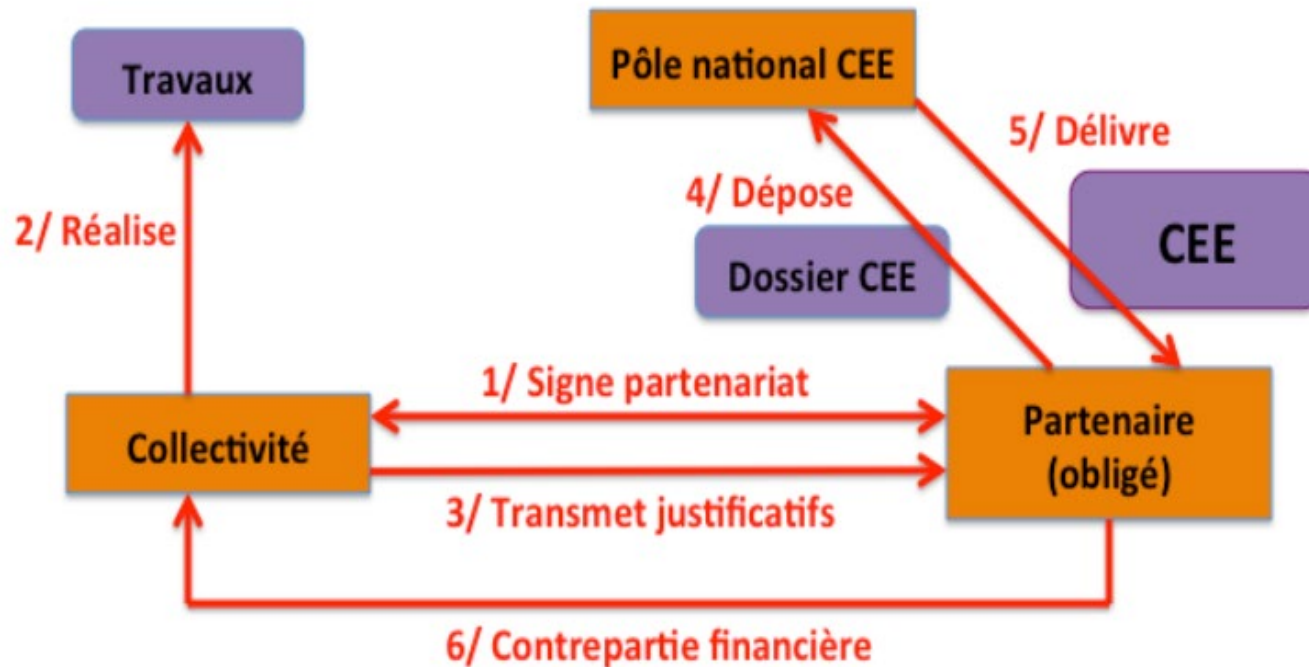 Travaux
Pôle national CEE
5/ Délivre
4/ Dépose
2/ Réalise
CEE
Dossier CEE
1/ Signe partenariat
Collectivité
Partenaire
(obligé)
3/ Transmet justificatifs
6/ Contrepartie financière